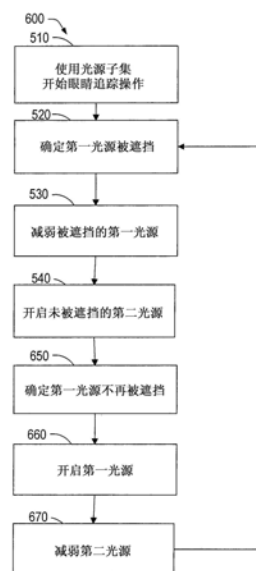 600
510
使用光源子集
开始眼睛追踪操作
520
确定第一光源被遮挡
530
减弱被遮挡的第一光源
540
开启未被遮挡的第二光源
650
确定第一光源不再被遮挡
660
开启第一光源
670
减弱第二光源